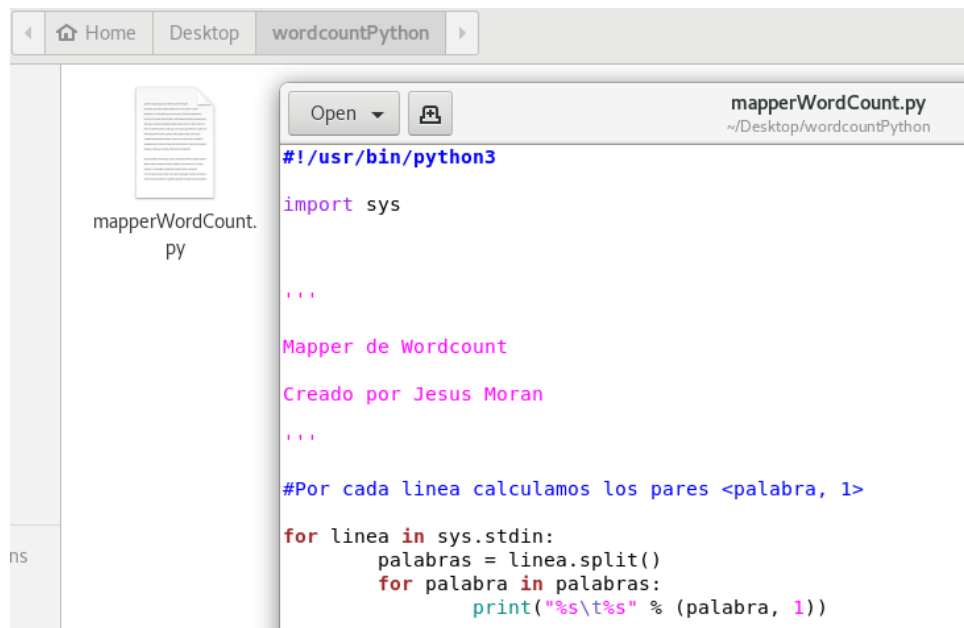 Home Desktop wordcountPython
Open
mapperWordCount.py
~/Desktop/wordcountPython
mapperWordCount.
py
ns
#!/usr/bin/python3
import sys
'''
Mapper de Wordcount
Creado por Jesus Moran
'''
#Por cada linea calculamos los pares <palabra, 1>
for linea in sys.stdin:
        palabras = linea.split()
        for palabra in palabras:
                print("%s\t%s" % (palabra, 1))